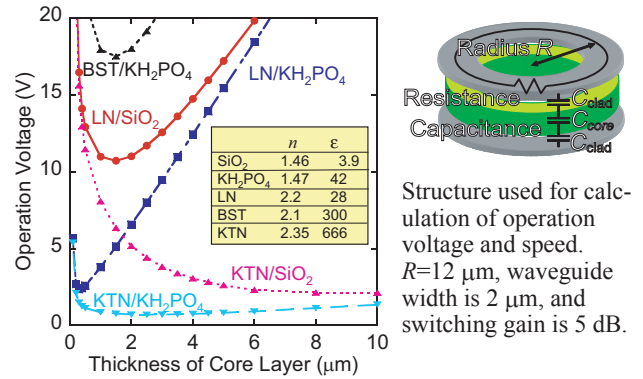 20
15
10
5
0
Operation Voltage (V)
0 2 4 6 8 10
Thickness of Core Layer (μm)
BST/KH₂PO₄
LN/KH₂PO₄
LN/SiO₂
KTN/SiO₂
KTN/KH₂PO₄
n ε
SiO₂ 1.46 3.9
KH₂PO₄ 1.47 42
LN 2.2 28
BST 2.1 300
KTN 2.35 666
Radius R
Resistance
Capacitance
Cclad
Ccore
Cclad
Structure used for cal-
culation of operation
voltage and speed.
R=12 μm, waveguide
width is 2 μm, and
switching gain is 5 dB.